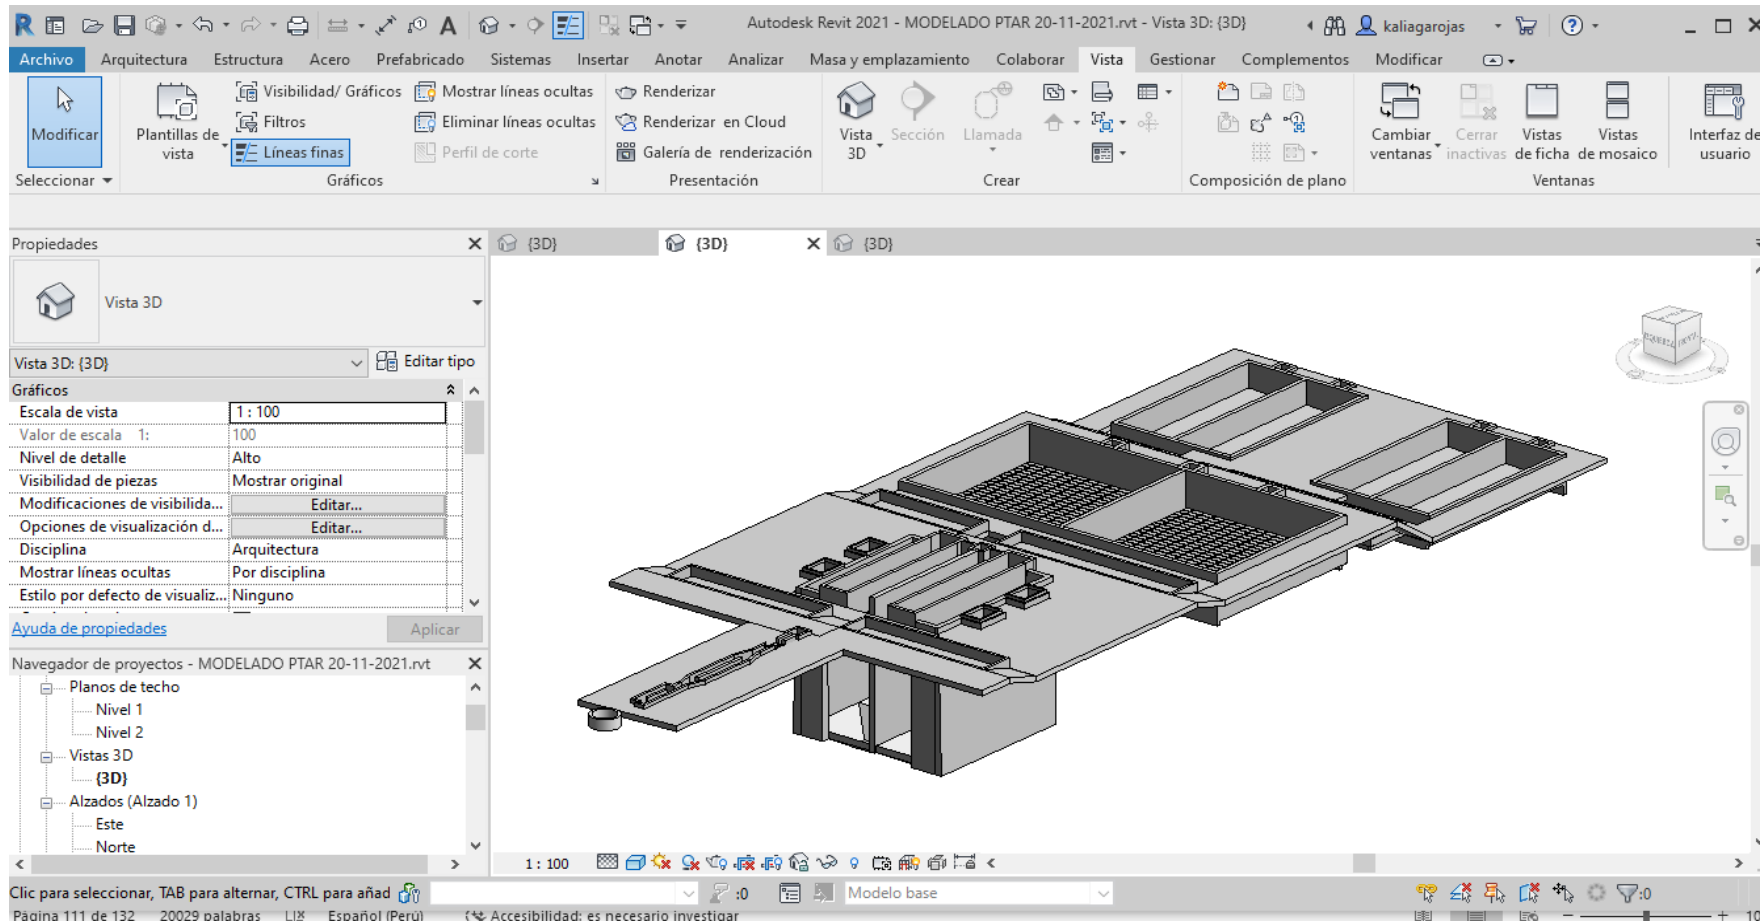 Autodesk Revit 2021 - MODELADO PTAR 20-11-2021.rvt - Vista 3D: {3D}
kaliagarojas
Archivo Arquitectura Estructura Acero Prefabricado Sistemas Insertar Anotar Analizar Masa y emplazamiento Colaborar Vista Gestionar Complementos Modificar
Modificar
Seleccionar
Plantillas de vista
Visibilidad/ Gráficos
Filtros
Líneas finas
Mostrar líneas ocultas
Eliminar líneas ocultas
Perfil de corte
Gráficos
Renderizar
Renderizar en Cloud
Galería de renderización
Presentación
Vista 3D
Sección
Llamada
Crear
Composición de plano
Cambiar ventanas
Cerrar inactivas
Vistas de ficha
Vistas de mosaico
Ventanas
Interfaz de usuario
Propiedades
{3D} {3D} {3D}
Vista 3D
Vista 3D: {3D}
Editar tipo
Gráficos
Escala de vista 1 : 100
Valor de escala 1: 100
Nivel de detalle Alto
Visibilidad de piezas Mostrar original
Modificaciones de visibilida... Editar...
Opciones de visualización d... Editar...
Disciplina Arquitectura
Mostrar líneas ocultas Por disciplina
Estilo por defecto de visualiz... Ninguno
Ayuda de propiedades
Aplicar
Navegador de proyectos - MODELADO PTAR 20-11-2021.rvt
Planos de techo
Nivel 1
Nivel 2
Vistas 3D
{3D}
Alzados (Alzado 1)
Este
Norte
1 : 100
Clic para seleccionar, TAB para alternar, CTRL para añad
:0
Modelo base
:0
Página 111 de 132 20029 palabras Español (Perú) Accesibilidad: es necesario investigar